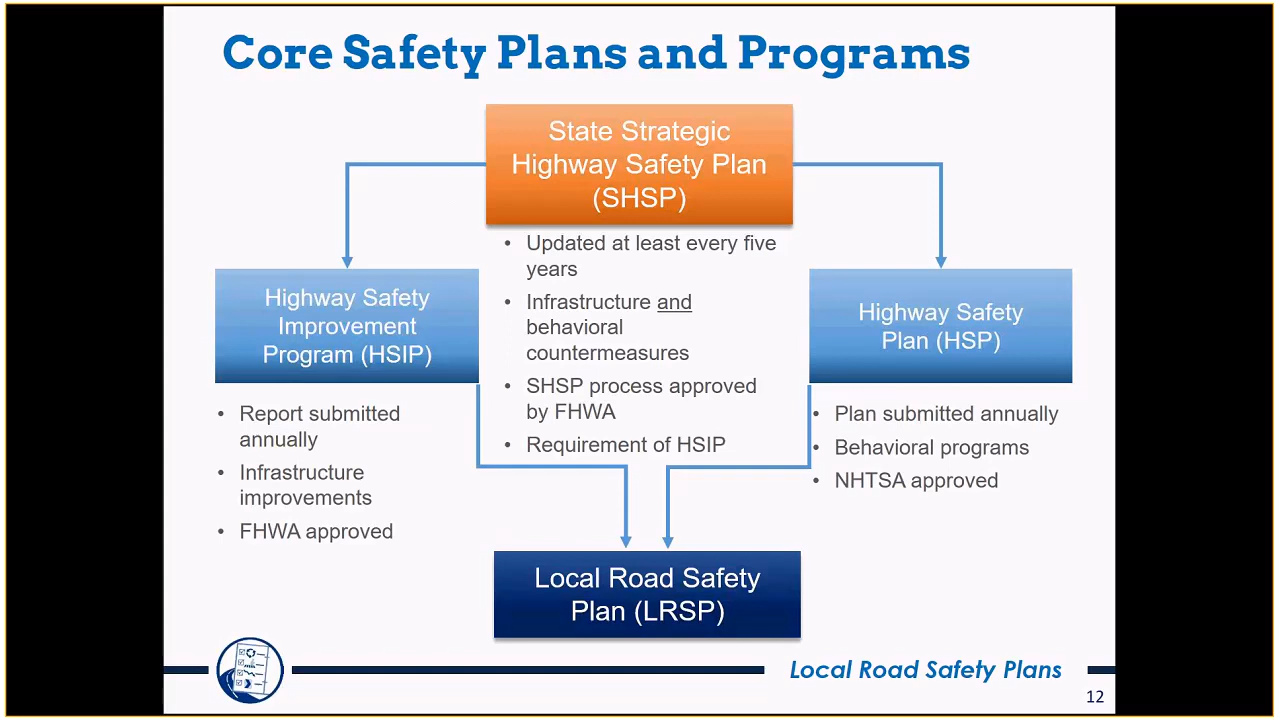 Core Safety Plans and Programs
State Strategic
Highway Safety Plan
(SHSP)
• Updated at least every five
years
• Infrastructure and
behavioral
countermeasures
• SHSP process approved
by FHWA
• Requirement of HSIP
Highway Safety
Improvement
Program (HSIP)
• Report submitted
annually
• Infrastructure
improvements
• FHWA approved
Highway Safety
Plan (HSP)
• Plan submitted annually
• Behavioral programs
• NHTSA approved
Local Road Safety
Plan (LRSP)
Local Road Safety Plans
12